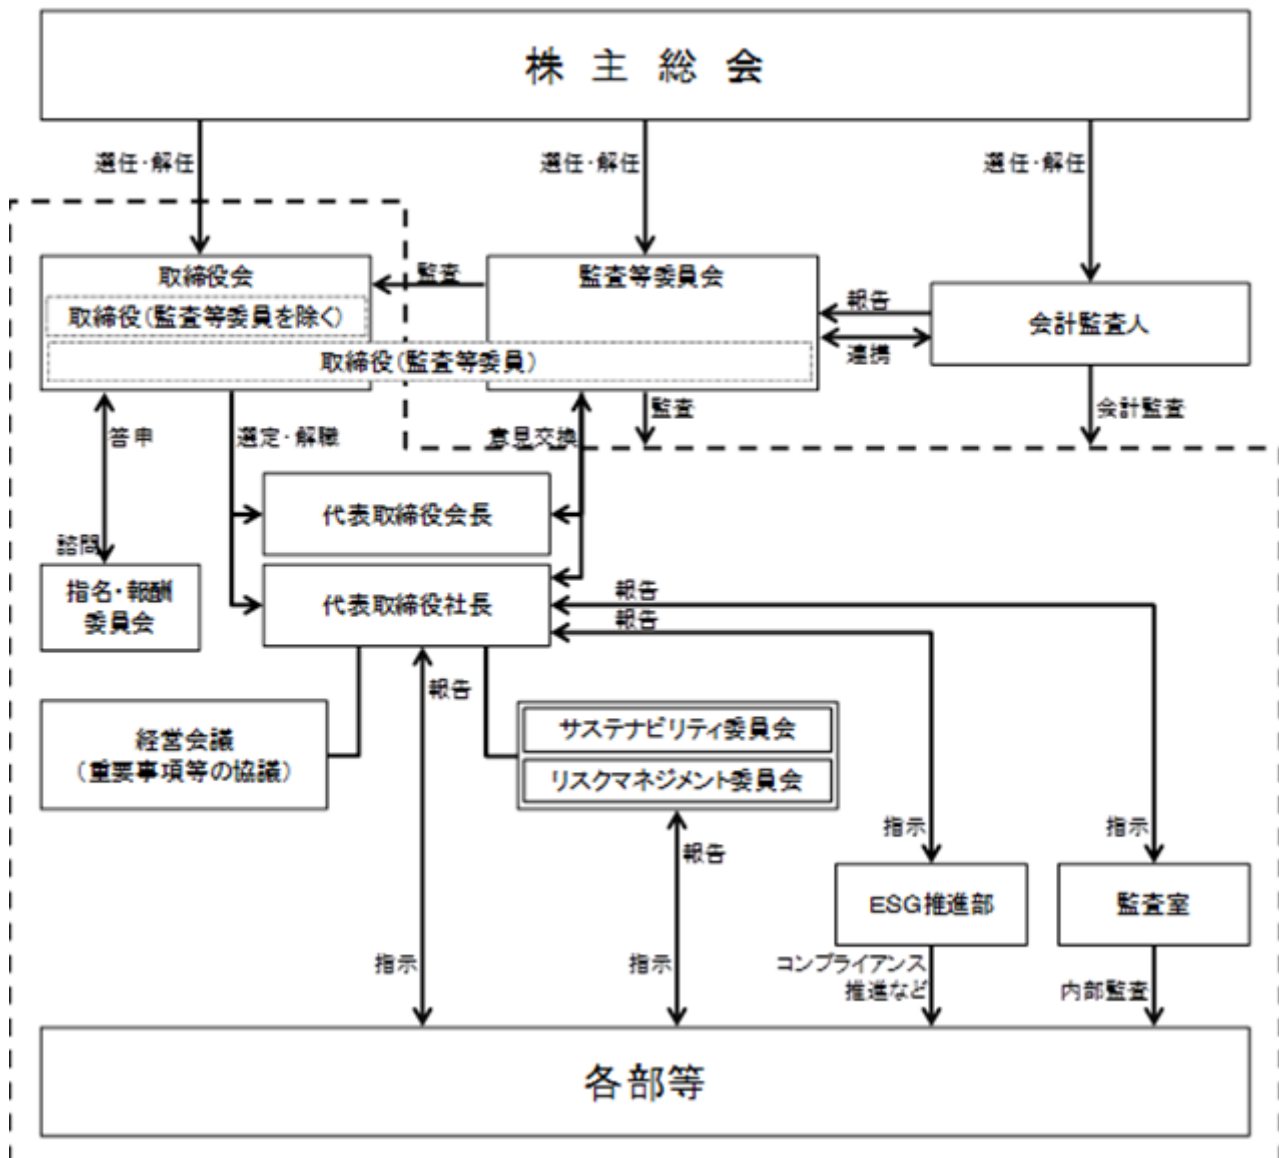 株主総会
選任・解任
選任・解任
選任・解任
取締役会
取締役(監査等委員を除く)
監査
監査等委員会
取締役(監査等委員)
報告
連携
会計監査人
答申
選定・解職
意見交換
監査
会計監査
代表取締役会長
諮問
指名・報酬
委員会
代表取締役社長
報告
報告
報告
経営会議
(重要事項等の協議)
サステナビリティ委員会
リスクマネジメント委員会
報告
指示
指示
ESG推進部
監査室
指示
指示
コンプライアンス
推進など
内部監査
各部等